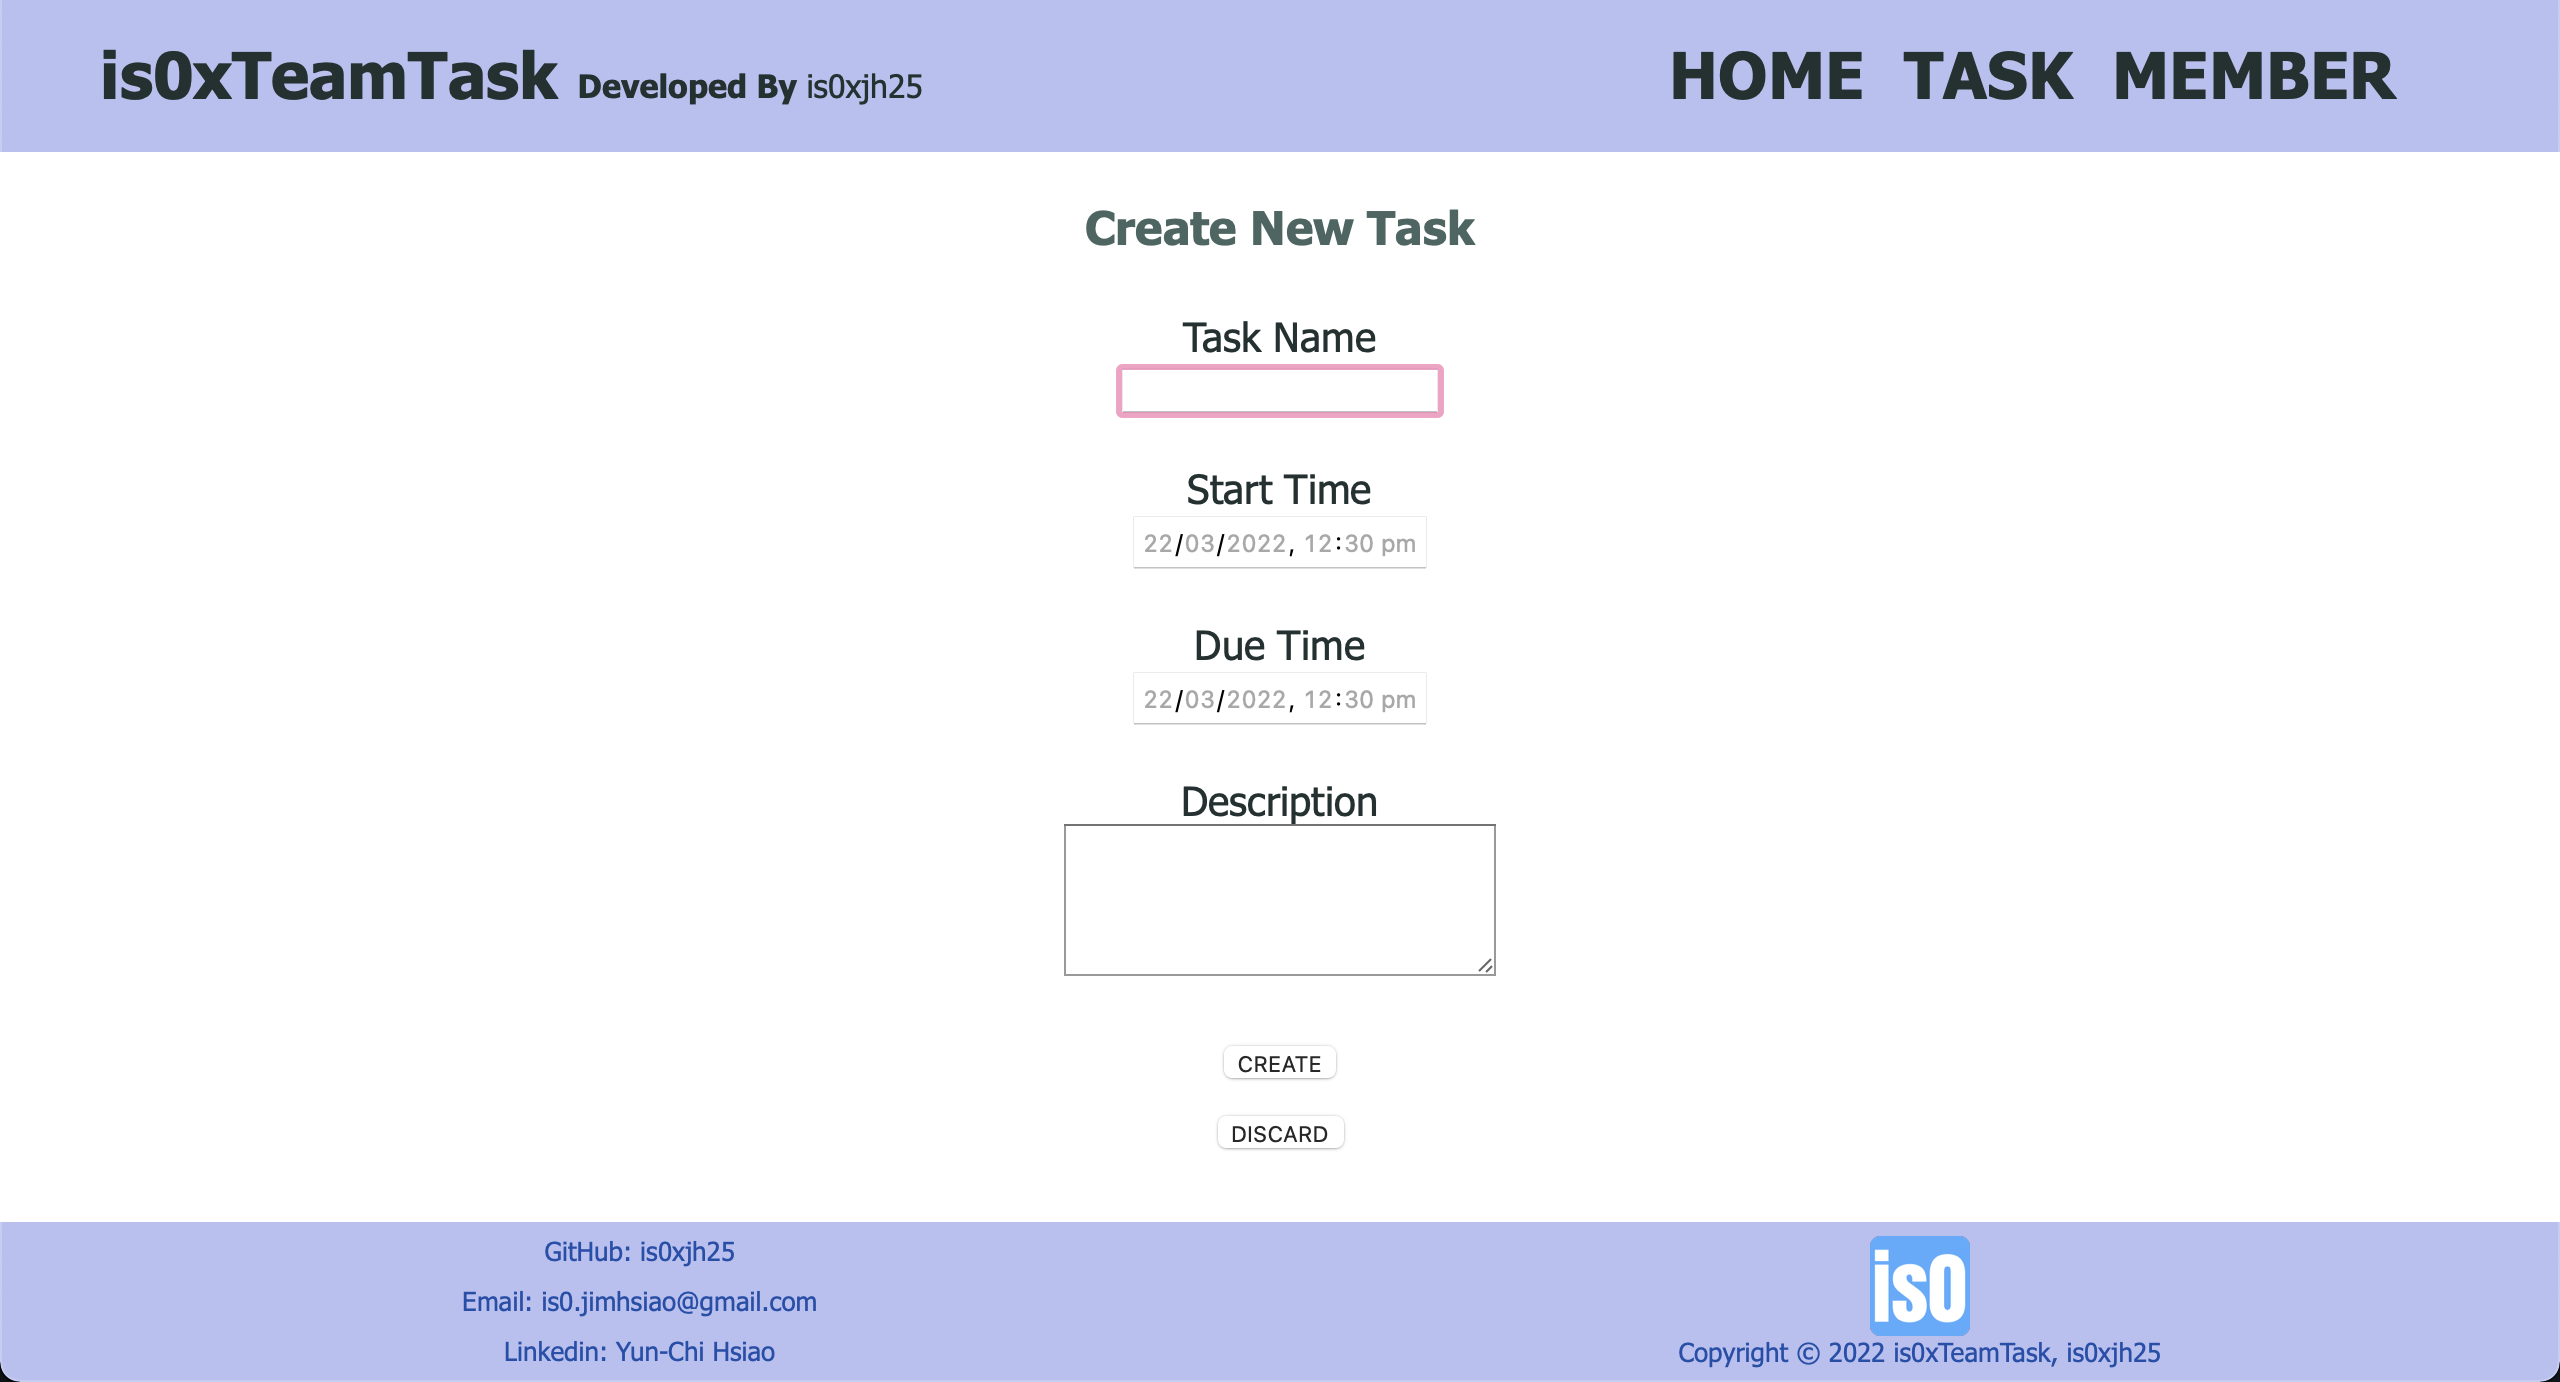 is0xTeamTask Developed By is0xjh25
HOME TASK MEMBER
Create New Task
Task Name
Start Time
22/03/2022, 12:30 pm
Due Time
22/03/2022, 12:30 pm
Description
CREATE
DISCARD
GitHub: is0xjh25
Email: is0.jimhsiao@gmail.com
Linkedin: Yun-Chi Hsiao
is0
Copyright © 2022 is0xTeamTask, is0xjh25